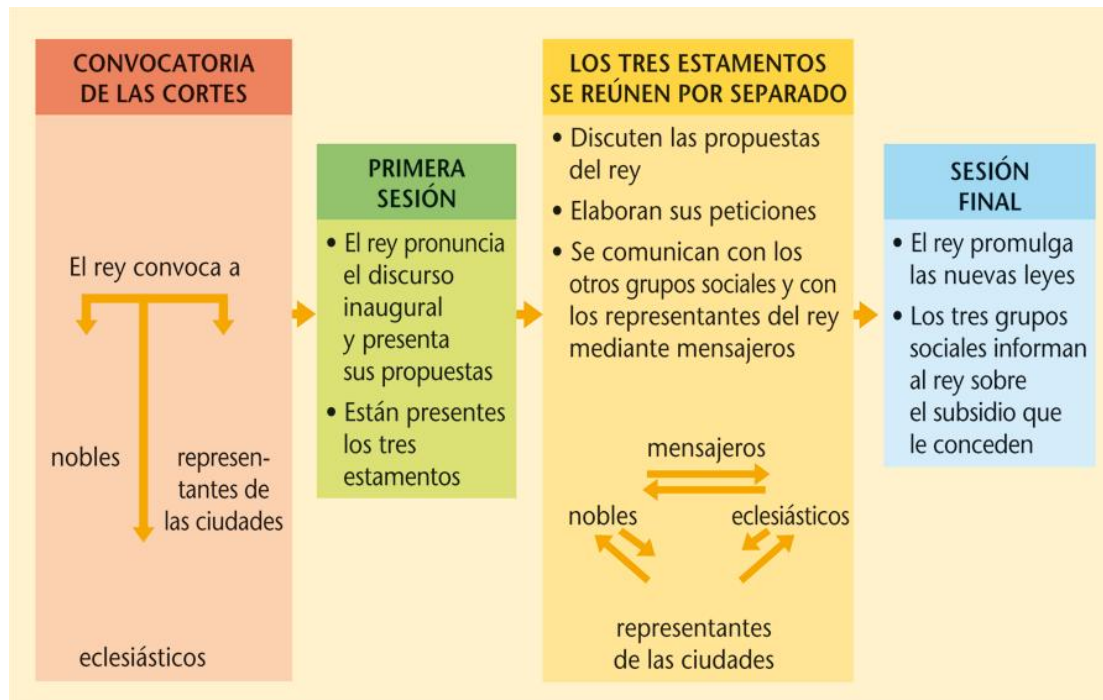 CONVOCATORIA
DE LAS CORTES
El rey convoca a
nobles
represen-
tantes de
las ciudades
eclesiásticos
PRIMERA
SESIÓN
• El rey pronuncia
el discurso
inaugural
y presenta
sus propuestas
• Están presentes
los tres
estamentos
LOS TRES ESTAMENTOS
SE REÚNEN POR SEPARADO
• Discuten las propuestas
del rey
• Elaboran sus peticiones
• Se comunican con los
otros grupos sociales y con
los representantes del rey
mediante mensajeros
mensajeros
nobles
eclesiásticos
representantes
de las ciudades
SESIÓN
FINAL
• El rey promulga
las nuevas leyes
• Los tres grupos
sociales informan
al rey sobre
el subsidio que
le conceden